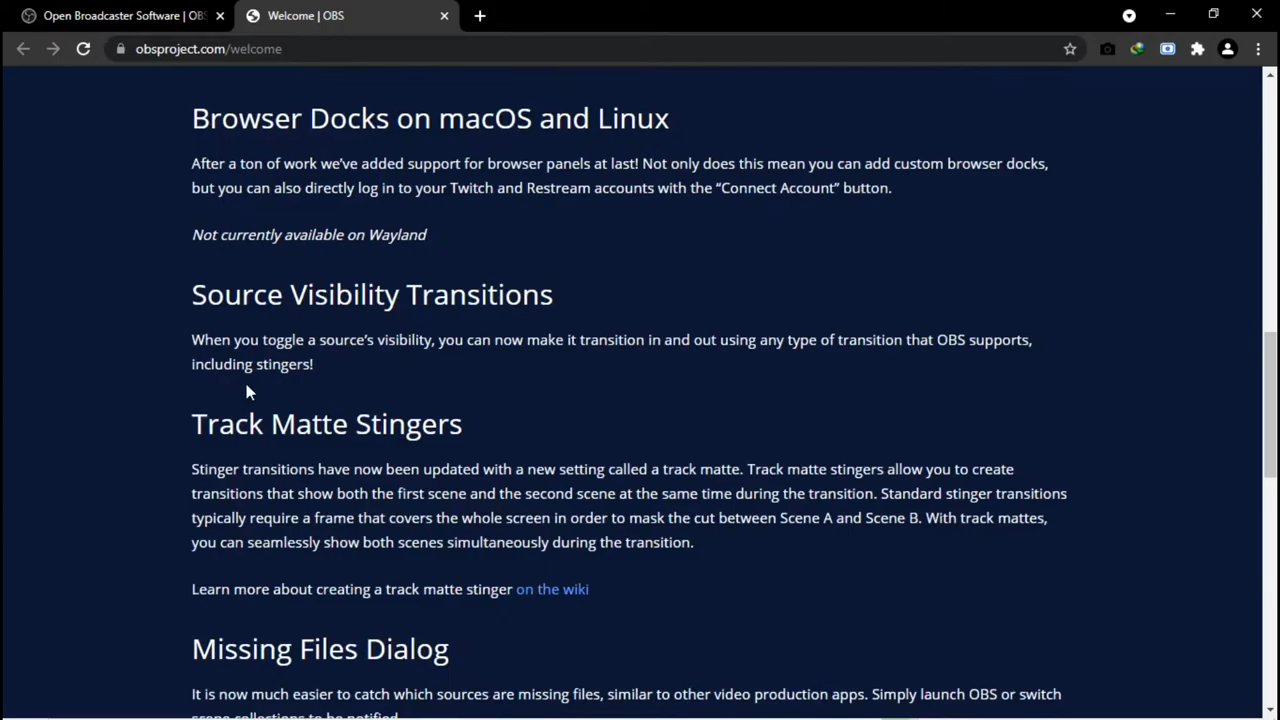 Open Broadcaster Software | OBS
Welcome | OBS
obsproject.com/welcome
Browser Docks on macOS and Linux
After a ton of work we've added support for browser panels at last! Not only does this mean you can add custom browser docks,
but you can also directly log in to your Twitch and Restream accounts with the “Connect Account” button.
Not currently available on Wayland
Source Visibility Transitions
When you toggle a source's visibility, you can now make it transition in and out using any type of transition that OBS supports,
including stingers!
Track Matte Stingers
Stinger transitions have now been updated with a new setting called a track matte. Track matte stingers allow you to create
transitions that show both the first scene and the second scene at the same time during the transition. Standard stinger transitions
typically require a frame that covers the whole screen in order to mask the cut between Scene A and Scene B. With track mattes,
you can seamlessly show both scenes simultaneously during the transition.
Learn more about creating a track matte stinger on the wiki
Missing Files Dialog
It is now much easier to catch which sources are missing files, similar to other video production apps. Simply launch OBS or switch
scene collections to be notified.